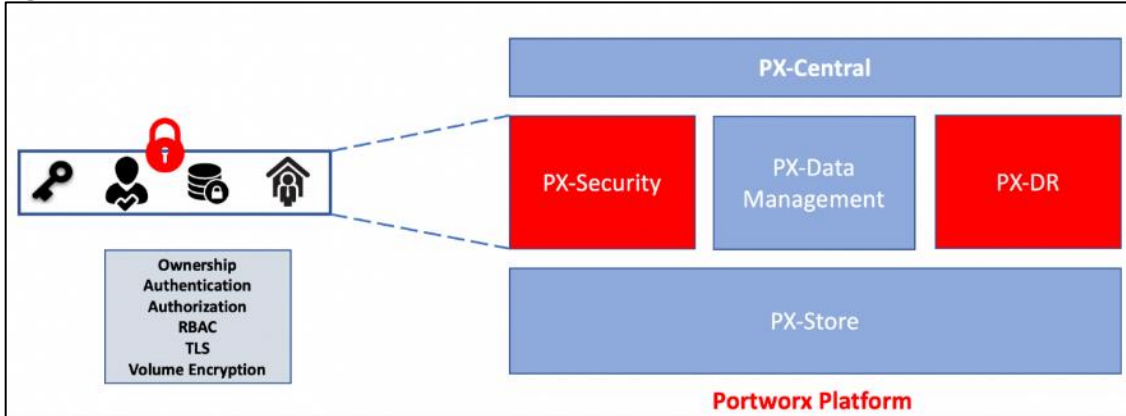 PX-Central
PX-Security
PX-Data
Management
PX-DR
PX-Store
Portworx Platform
Ownership
Authentication
Authorization
RBAC
TLS
Volume Encryption